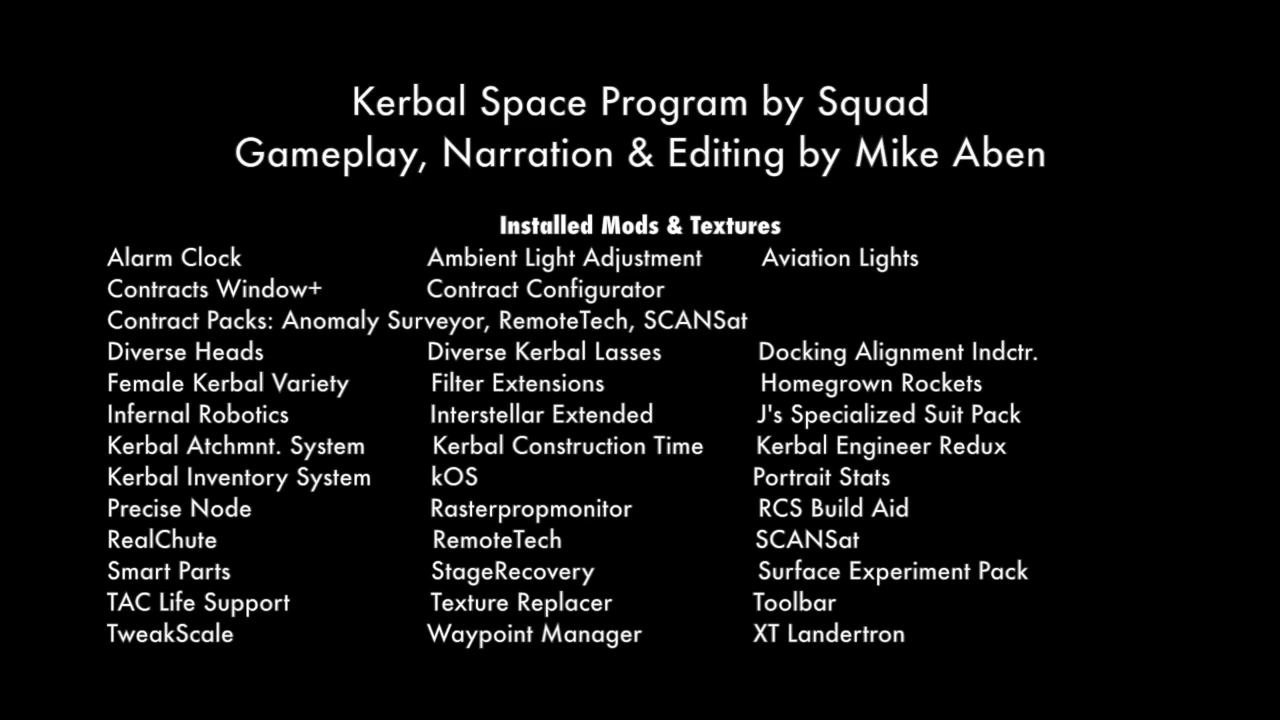 Kerbal Space Program by Squad
Gameplay, Narration & Editing by Mike Aben
Installed Mods & Textures
Alarm Clock Ambient Light Adjustment Aviation Lights
Contracts Window+ Contract Configurator
Contract Packs: Anomaly Surveyor, RemoteTech, SCANSat
Diverse Heads Diverse Kerbal Lasses Docking Alignment Indctr.
Female Kerbal Variety Filter Extensions Homegrown Rockets
Infernal Robotics Interstellar Extended J's Specialized Suit Pack
Kerbal Atchmnt. System Kerbal Construction Time Kerbal Engineer Redux
Kerbal Inventory System kOS Portrait Stats
Precise Node Rasterpropmonitor RCS Build Aid
RealChute RemoteTech SCANSat
Smart Parts StageRecovery Surface Experiment Pack
TAC Life Support Texture Replacer Toolbar
TweakScale Waypoint Manager XT Landertron